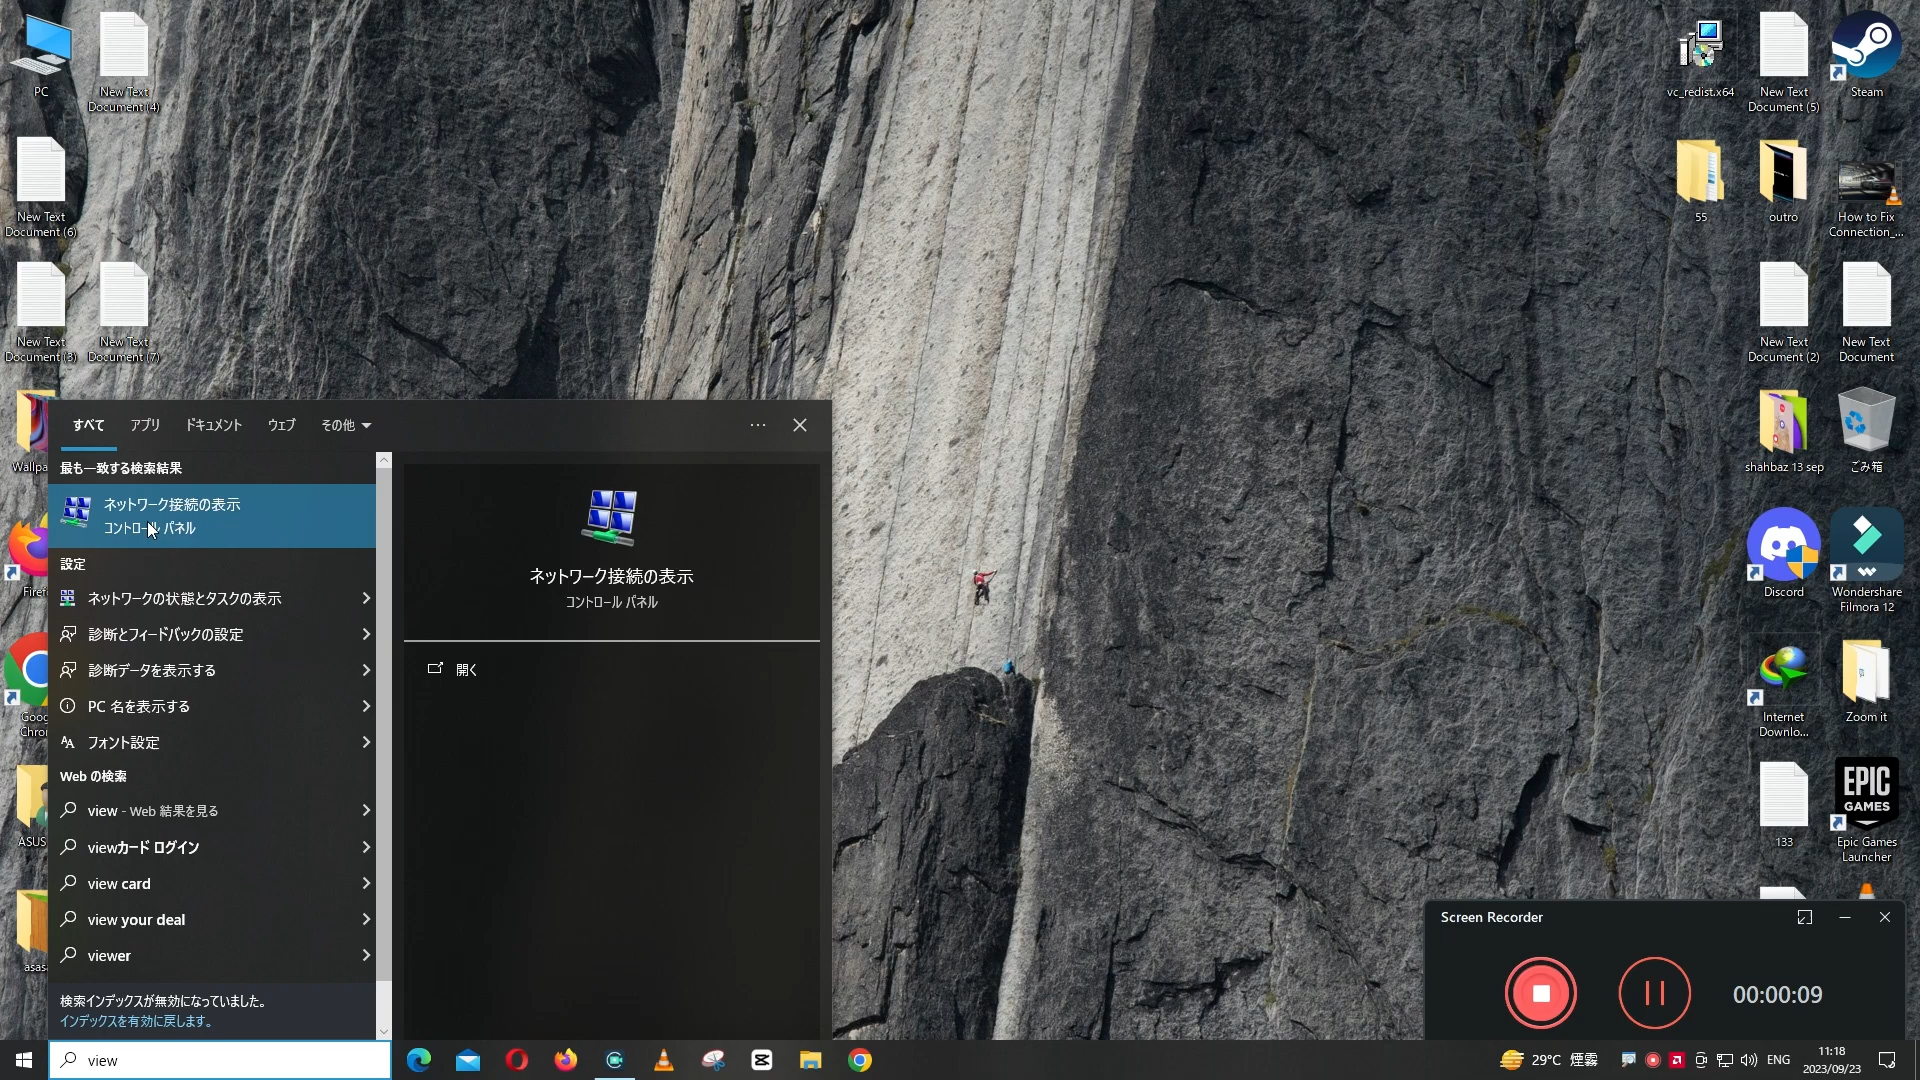 PC
New Text
Document (4)
New Text
Document (6)
New Text
Document (3)
New Text
Document (7)
vc_redist.x64
New Text
Document (5)
Steam
55
outro
How to Fix
Connection_...
New Text
Document (2)
New Text
Document
shahbaz 13 sep
ごみ箱
Discord
Wondershare
Filmora 12
Internet
Downlo...
Zoom it
133
EPIC
GAMES
Epic Games
Launcher
Wallpa
Firef
Goog
Chron
ASUS
asasa
すべて
アプリ
ドキュメント
ウェブ
その他
最も一致する検索結果
ネットワーク接続の表示
コントロール パネル
設定
ネットワークの状態とタスクの表示
診断とフィードバックの設定
診断データを表示する
PC 名を表示する
フォント設定
Web の検索
view - Web 結果を見る
viewカード ログイン
view card
view your deal
viewer
検索インデックスが無効になっていました。
インデックスを有効に戻します。
ネットワーク接続の表示
コントロール パネル
開く
Screen Recorder
00:00:09
view
29°C 煙霧
ENG
11:18
2023/09/23